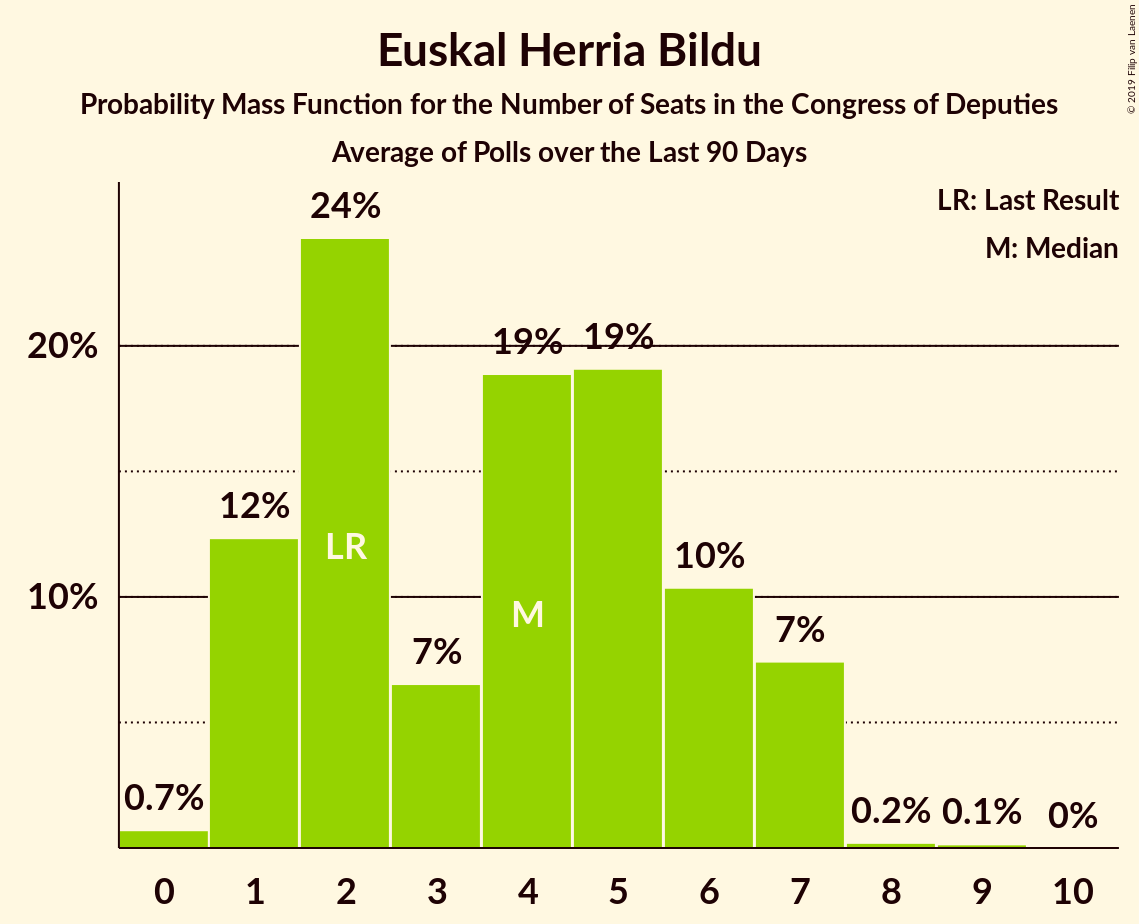 Euskal Herria Bildu
Probability Mass Function for the Number of Seats in the Congress of Deputies
Average of Polls over the Last 90 Days
© 2019 Filip van Laenen
LR: Last Result
M: Median
24%
20%
19%
19%
12%
LR
10%
10%
M
7%
7%
0.7%
0.2%
0.1%
0%
0 1 2 3 4 5 6 7 8 9 10